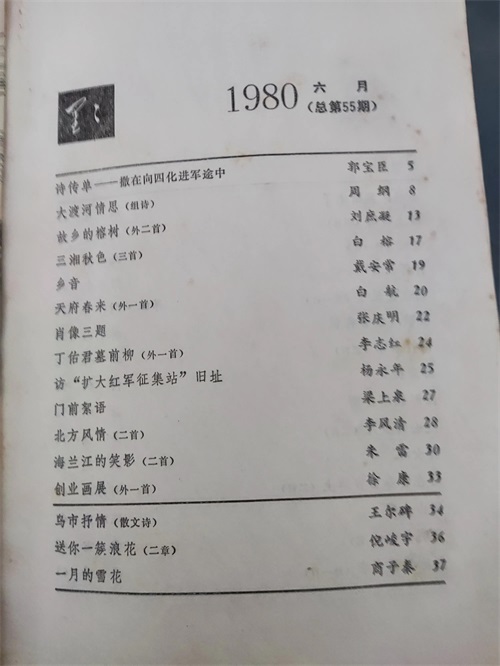 星星
1980 六月
(总第55期)
诗传单——撒在向四化进军途中 郭宝臣 5
大渡河情思(组诗) 周纲 8
故乡的榕树(外二首) 刘庶凝 13
三湘秋色(三首) 白榕 17
乡音 戴安常 19
天府春来(外一首) 白航 20
肖像三题 张庆明 22
丁佑君墓前柳(外一首) 李志红 24
访“扩大红军征集站”旧址 杨永年 25
门前絮语 梁上泉 27
北方风情(二首) 李风清 28
海兰江的笑影(二首) 朱雷 30
创业画展(外一首) 徐康 33
乌市抒情(散文诗) 王尔碑 34
送你一簇浪花(二章) 倪峻宇 36
一月的雪花 商子秦 37